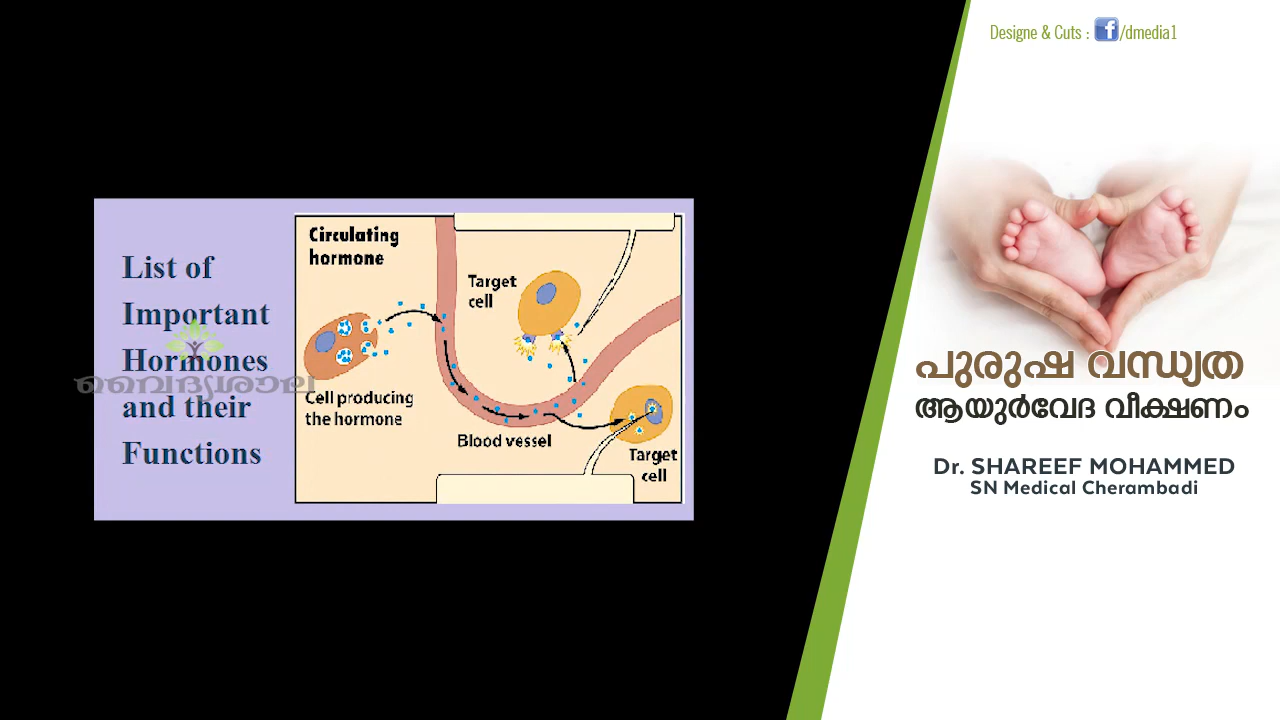 Designe & Cuts : f/dmedia1
List of
Important
Hormones
and their
Functions
വൈദ്യശാല
Circulating
hormone
Target
cell
Cell producing
the hormone
Blood vessel
Target
cell
പുരുഷ വന്ധ്യത
ആയുർവേദ വീക്ഷണം
Dr. SHAREEF MOHAMMED
SN Medical Cherambadi